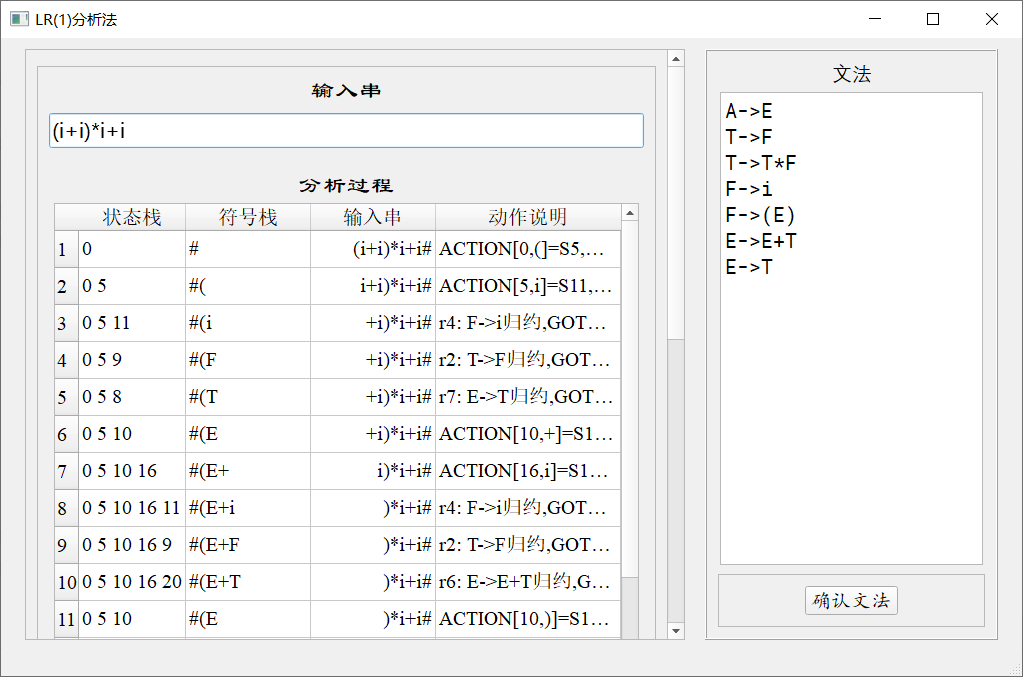 LR(1)分析法
输入串
(i+i)*i+i
分析过程
状态栈 符号栈 输入串 动作说明
1 0 # (i+i)*i+i# ACTION[0,(]=S5,…
2 0 5 #( i+i)*i+i# ACTION[5,i]=S11,…
3 0 5 11 #(i +i)*i+i# r4: F->i归约,GOT…
4 0 5 9 #(F +i)*i+i# r2: T->F归约,GOT…
5 0 5 8 #(T +i)*i+i# r7: E->T归约,GOT…
6 0 5 10 #(E +i)*i+i# ACTION[10,+]=S1…
7 0 5 10 16 #(E+ i)*i+i# ACTION[16,i]=S1…
8 0 5 10 16 11 #(E+i )*i+i# r4: F->i归约,GOT…
9 0 5 10 16 9 #(E+F )*i+i# r2: T->F归约,GOT…
10 0 5 10 16 20 #(E+T )*i+i# r6: E->E+T归约,G…
11 0 5 10 #(E )*i+i# ACTION[10,)]=S1…
文法
A->E
T->F
T->T*F
F->i
F->(E)
E->E+T
E->T
确认文法